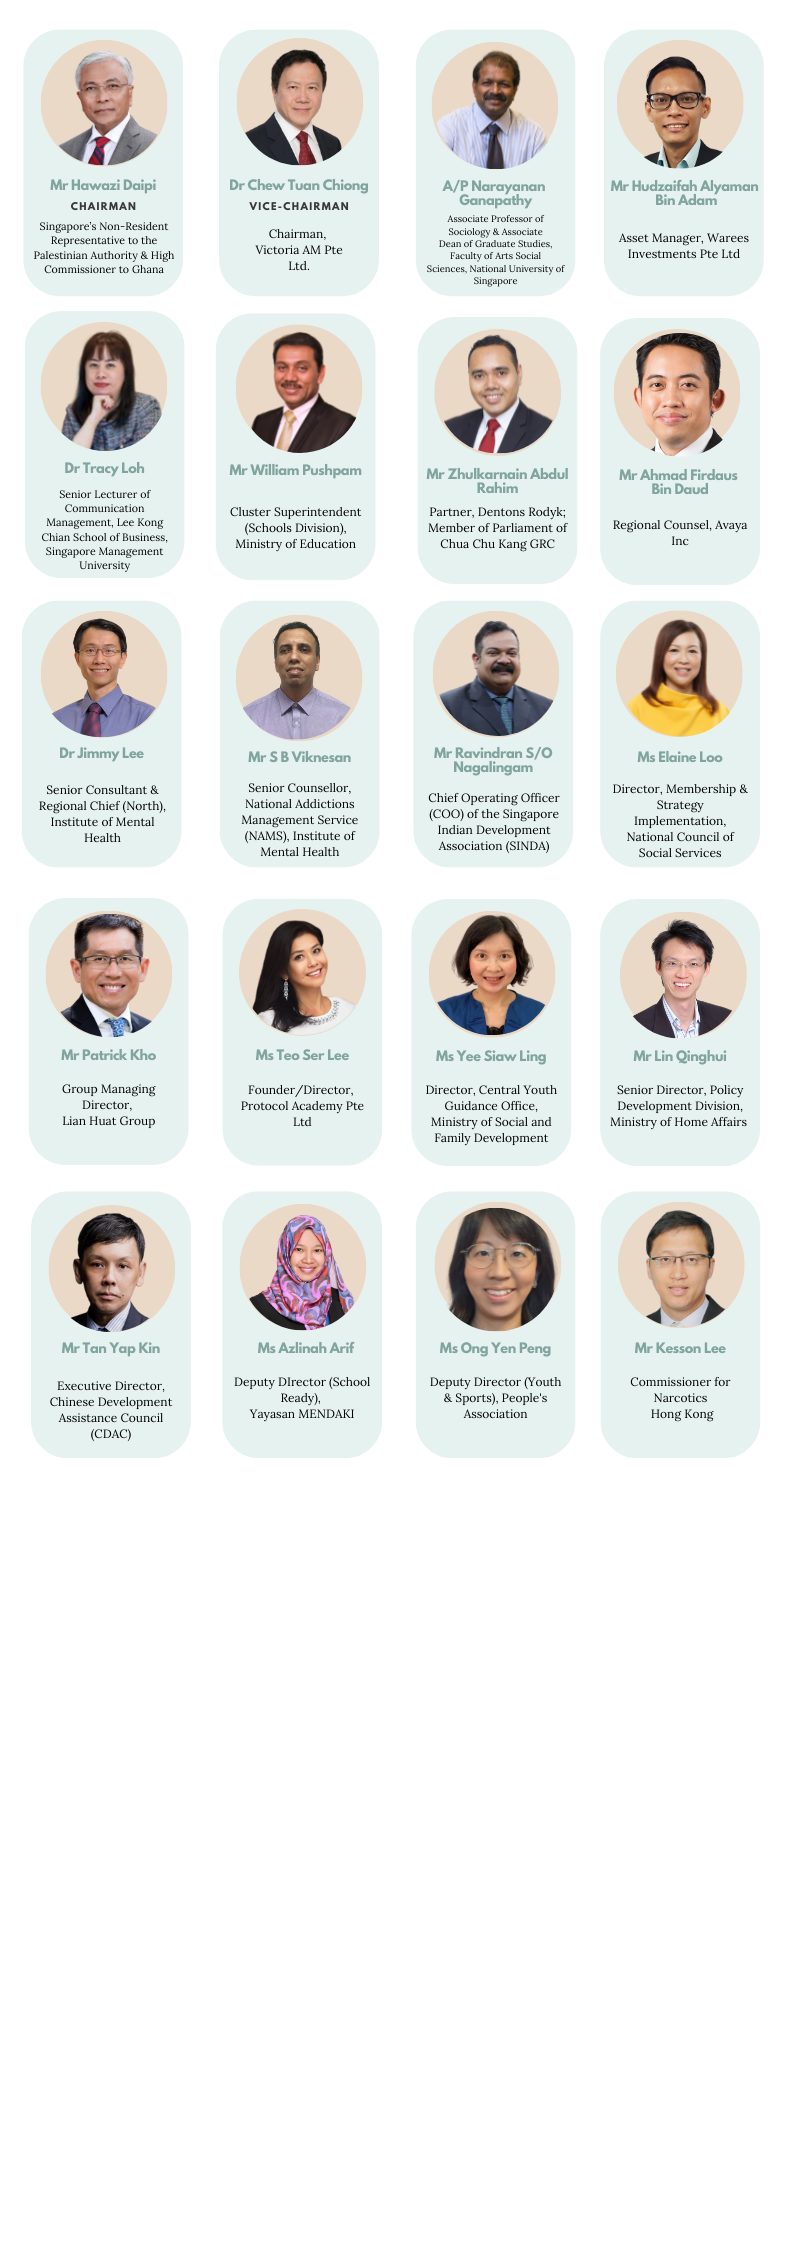 Mr Hawazi Daipi
CHAIRMAN
Singapore's Non-Resident
Representative to the
Palestinian Authority & High
Commissioner to Ghana
Dr Chew Tuan Chiong
VICE-CHAIRMAN
Chairman,
Victoria AM Pte
Ltd.
A/P Narayanan
Ganapathy
Associate Professor of
Sociology & Associate
Dean of Graduate Studies,
Faculty of Arts Social
Sciences, National University of
Singapore
Mr Hudzaifah Alyaman
Bin Adam
Asset Manager, Warees
Investments Pte Ltd
Dr Tracy Loh
Senior Lecturer of
Communication
Management, Lee Kong
Chian School of Business,
Singapore Management
University
Mr William Pushpam
Cluster Superintendent
(Schools Division),
Ministry of Education
Mr Zhulkarnain Abdul
Rahim
Partner, Dentons Rodyk;
Member of Parliament of
Chua Chu Kang GRC
Mr Ahmad Firdaus
Bin Daud
Regional Counsel, Avaya
Inc
Dr Jimmy Lee
Senior Consultant &
Regional Chief (North),
Institute of Mental
Health
Mr S B Viknesan
Senior Counsellor,
National Addictions
Management Service
(NAMS), Institute of
Mental Health
Mr Ravindran S/O
Nagalingam
Chief Operating Officer
(COO) of the Singapore
Indian Development
Association (SINDA)
Ms Elaine Loo
Director, Membership &
Strategy
Implementation,
National Council of
Social Services
Mr Patrick Kho
Group Managing
Director,
Lian Huat Group
Ms Teo Ser Lee
Founder/Director,
Protocol Academy Pte
Ltd
Ms Yee Siaw Ling
Director, Central Youth
Guidance Office,
Ministry of Social and
Family Development
Mr Lin Qinghui
Senior Director, Policy
Development Division,
Ministry of Home Affairs
Mr Tan Yap Kin
Executive Director,
Chinese Development
Assistance Council
(CDAC)
Ms Azlinah Arif
Deputy DIrector (School
Ready),
Yayasan MENDAKI
Ms Ong Yen Peng
Deputy Director (Youth
& Sports), People's
Association
Mr Kesson Lee
Commissioner for
Narcotics
Hong Kong